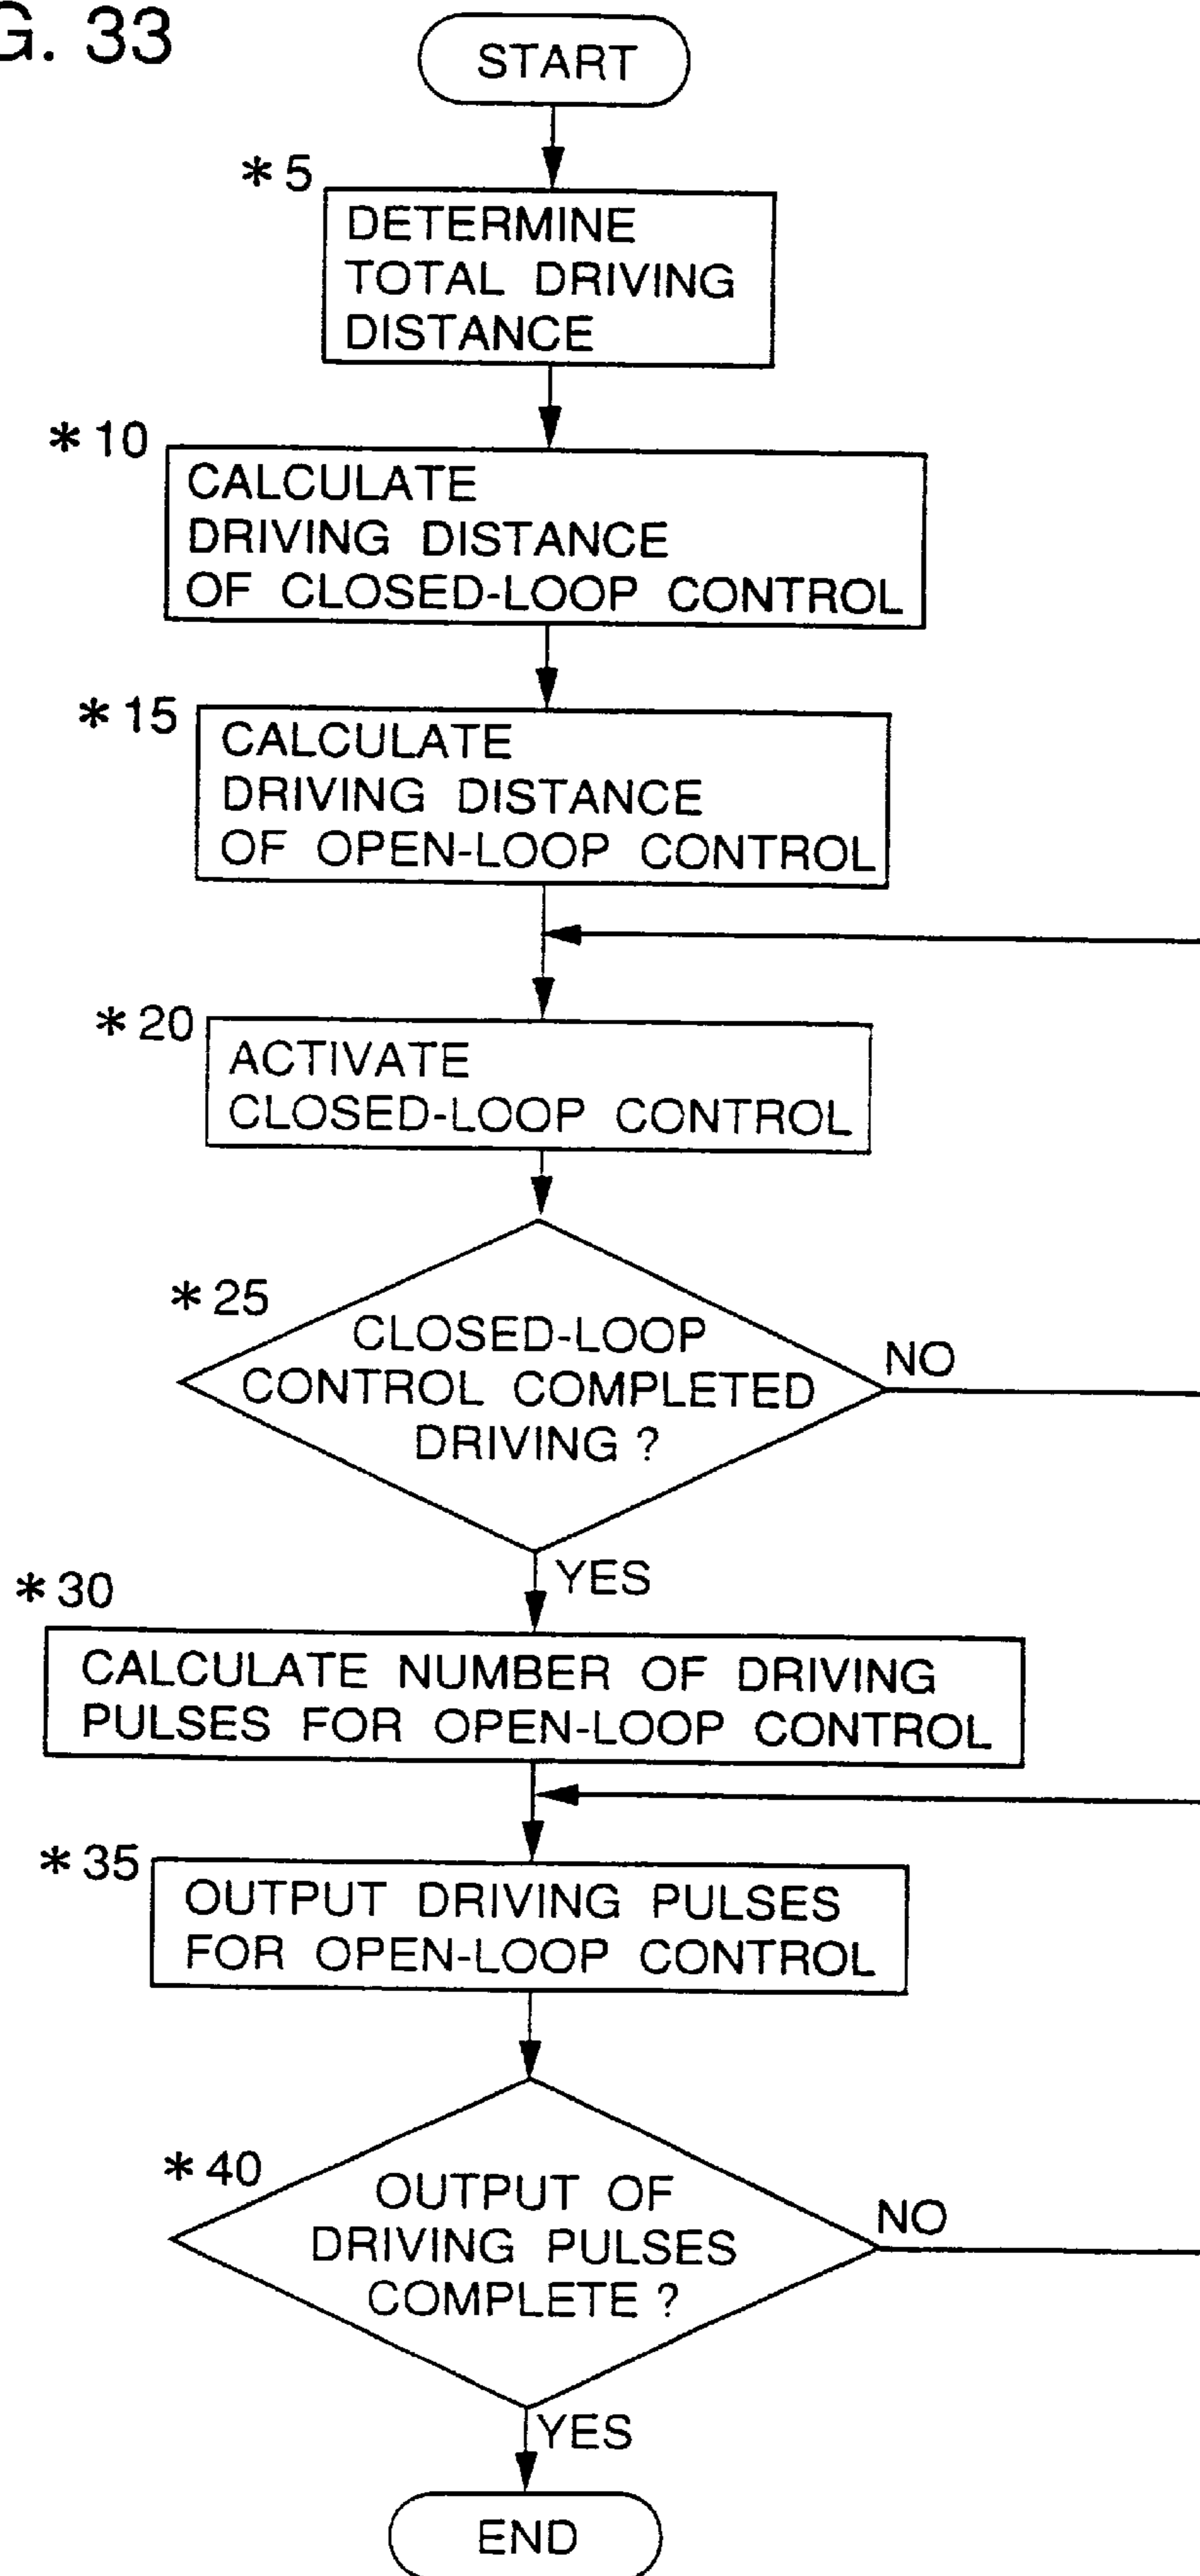 G. 33
START
*5
DETERMINE
TOTAL DRIVING
DISTANCE
*10
CALCULATE
DRIVING DISTANCE
OF CLOSED-LOOP CONTROL
*15
CALCULATE
DRIVING DISTANCE
OF OPEN-LOOP CONTROL
*20
ACTIVATE
CLOSED-LOOP CONTROL
*25
CLOSED-LOOP
CONTROL COMPLETED
DRIVING ?
NO
YES
*30
CALCULATE NUMBER OF DRIVING
PULSES FOR OPEN-LOOP CONTROL
*35
OUTPUT DRIVING PULSES
FOR OPEN-LOOP CONTROL
*40
OUTPUT OF
DRIVING PULSES
COMPLETE ?
NO
YES
END